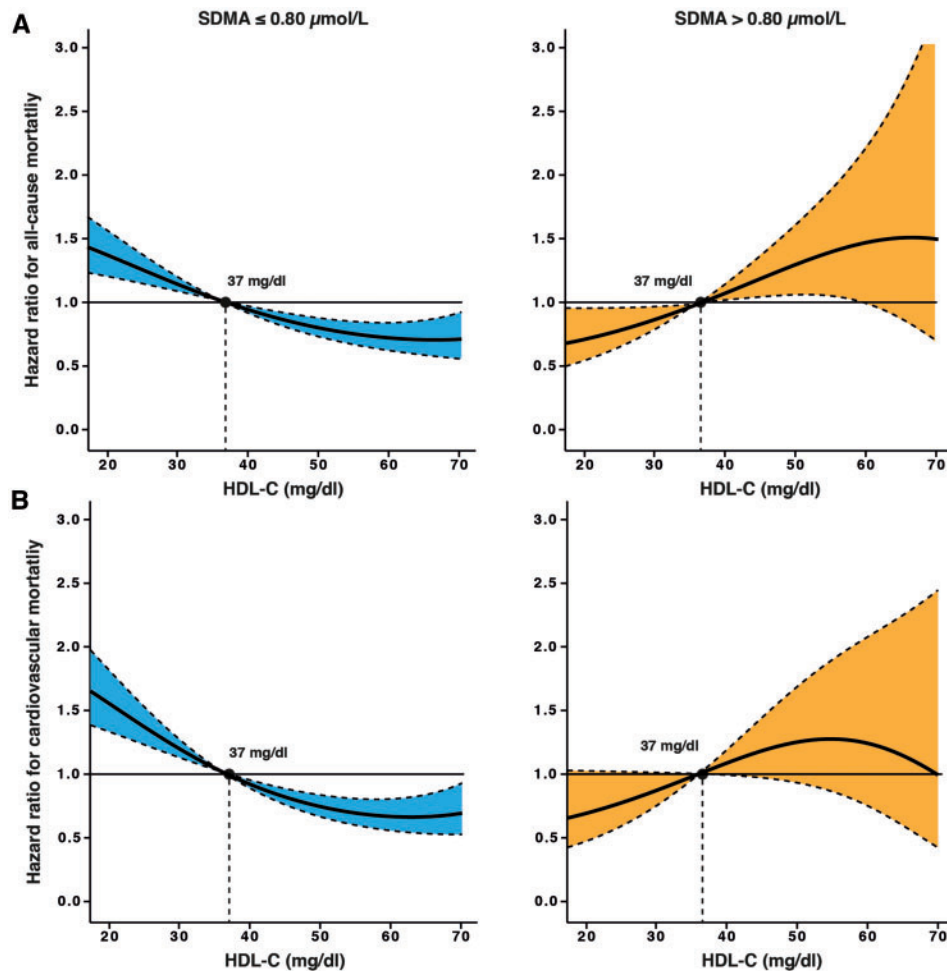 A
SDMA ≤ 0.80 µmol/L
SDMA > 0.80 µmol/L
Hazard ratio for all-cause mortatliy
3.0
2.5
2.0
1.5
1.0
0.5
0.0
37 mg/dl
20 30 40 50 60 70
HDL-C (mg/dl)
3.0
2.5
2.0
1.5
1.0
0.5
0.0
37 mg/dl
20 30 40 50 60 70
HDL-C (mg/dl)
B
Hazard ratio for cardiovascular mortatliy
3.0
2.5
2.0
1.5
1.0
0.5
0.0
37 mg/dl
20 30 40 50 60 70
HDL-C (mg/dl)
3.0
2.5
2.0
1.5
1.0
0.5
0.0
37 mg/dl
20 30 40 50 60 70
HDL-C (mg/dl)